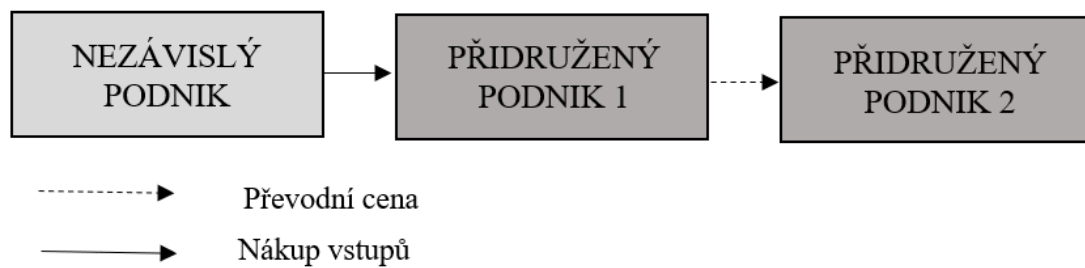 NEZÁVISLÝ
PODNIK
PŘIDRUŽENÝ
PODNIK 1
PŘIDRUŽENÝ
PODNIK 2
Převodní cena
Nákup vstupů